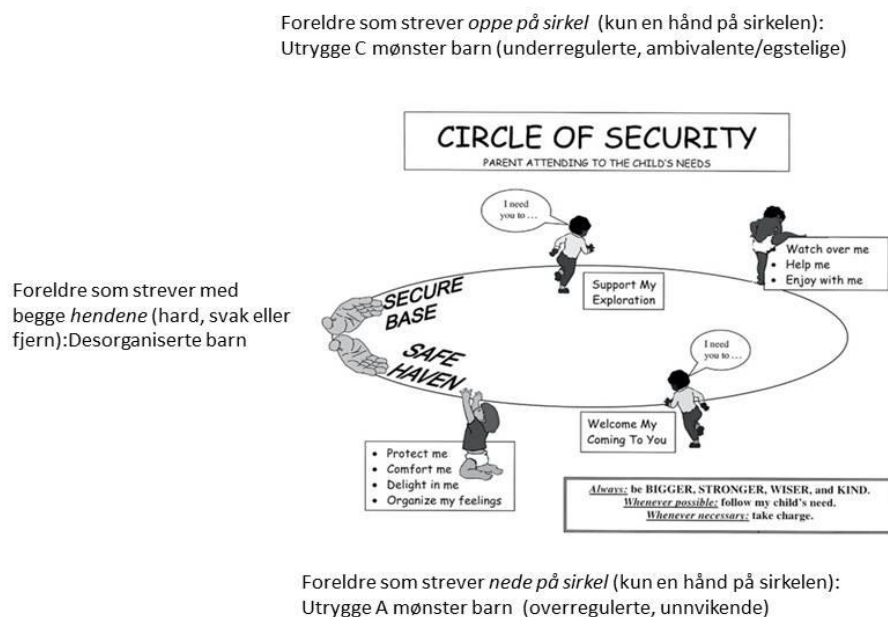 Foreldre som strever oppe på sirkel (kun en hånd på sirkelen):
Utrygge C mønster barn (underregulerte, ambivalente/egstelige)
CIRCLE OF SECURITY
PARENT ATTENDING TO THE CHILD'S NEEDS
I need
you to ...
• Watch over me
• Help me
• Enjoy with me
Support My
Exploration
SECURE
BASE
Foreldre som strever med
begge hendene (hard, svak eller
fjern):Desorganiserte barn
SAFE
HAVEN
I need
you to ...
Welcome My
Coming To You
• Protect me
• Comfort me
• Delight in me
• Organize my feelings
Always: be BIGGER, STRONGER, WISER, and KIND.
Whenever possible: follow my child's need.
Whenever necessary: take charge.
Foreldre som strever nede på sirkel (kun en hånd på sirkelen):
Utrygge A mønster barn (overregulerte, unnvikende)